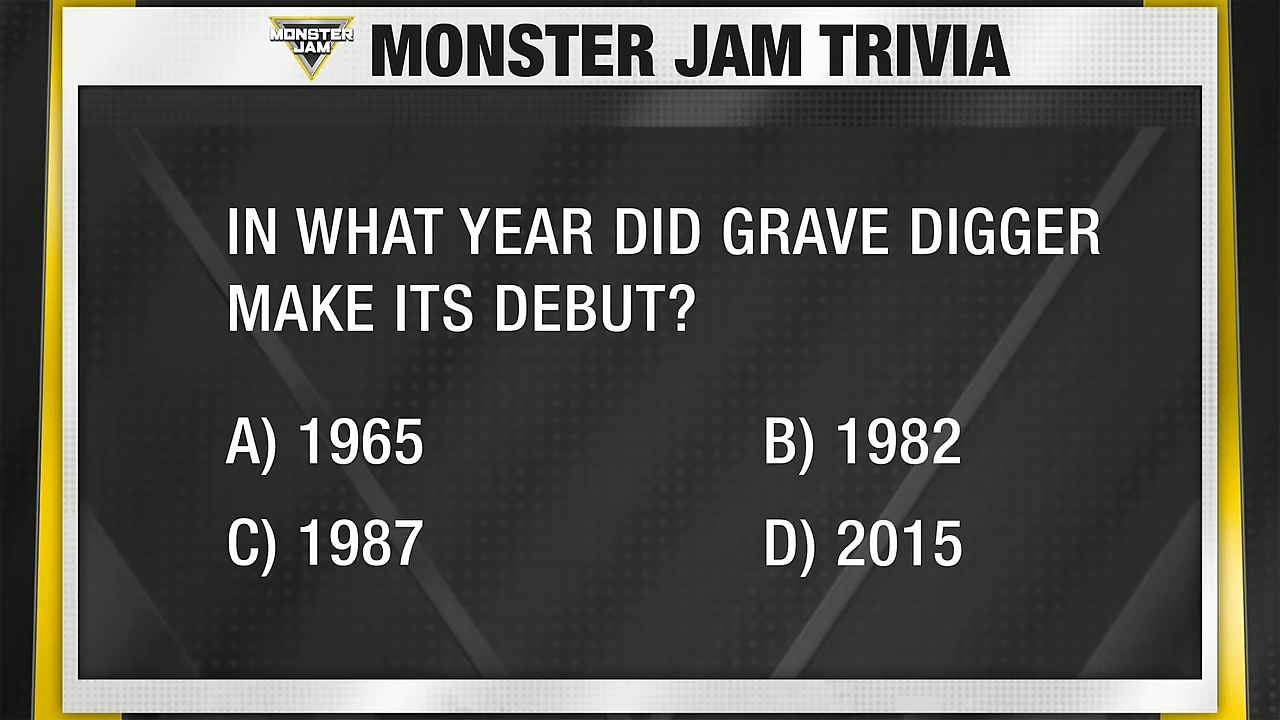 MONSTER JAM
MONSTER JAM TRIVIA
IN WHAT YEAR DID GRAVE DIGGER
MAKE ITS DEBUT?
A) 1965
B) 1982
C) 1987
D) 2015